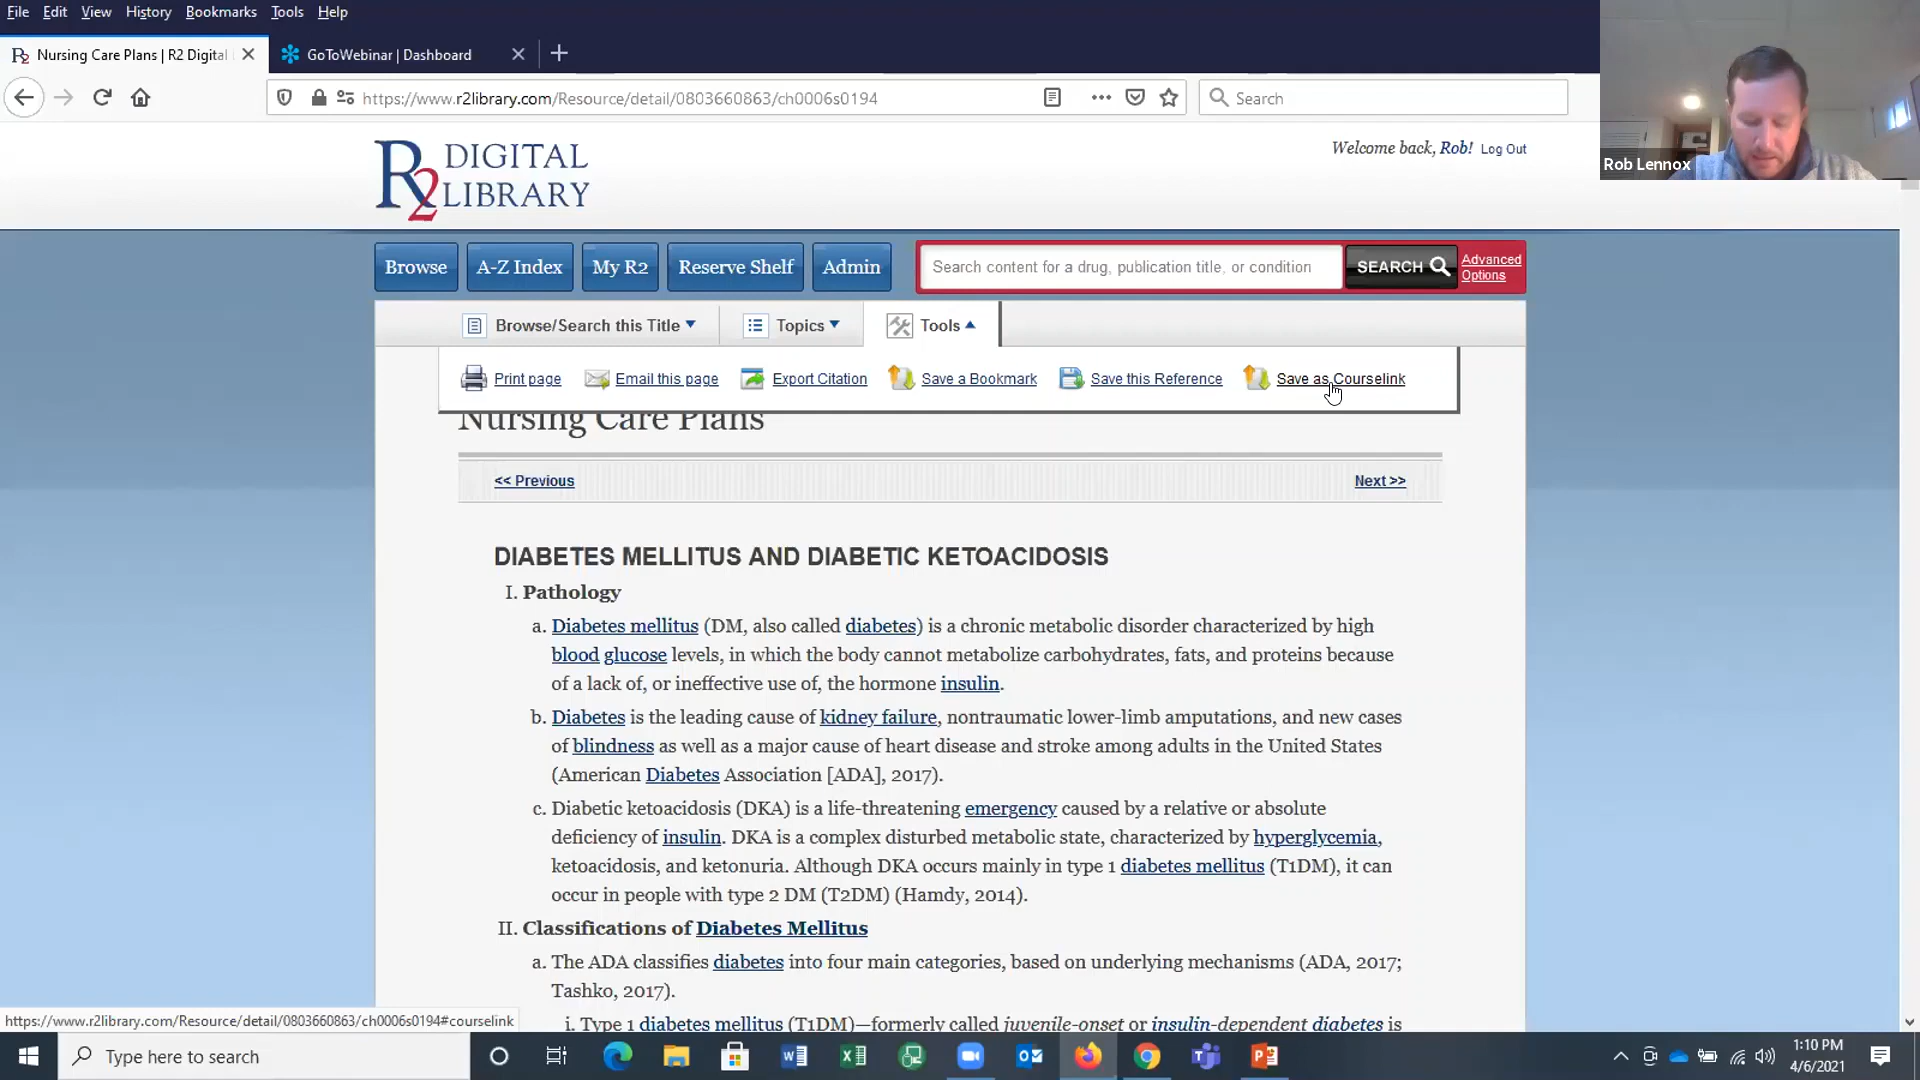 File Edit View History Bookmarks Tools Help
Nursing Care Plans | R2 Digital
GoToWebinar | Dashboard
https://www.r2library.com/Resource/detail/0803660863/ch0006s0194
Search
Rob Lennox
R2 DIGITAL LIBRARY
Welcome back, Rob! Log Out
Browse A-Z Index My R2 Reserve Shelf Admin
Search content for a drug, publication title, or condition
SEARCH
Advanced
Options
Browse/Search this Title Topics Tools
Print page Email this page Export Citation Save a Bookmark Save this Reference Save as Courselink
Nursing Care Plans
<< Previous Next >>
DIABETES MELLITUS AND DIABETIC KETOACIDOSIS
I. Pathology
a. Diabetes mellitus (DM, also called diabetes) is a chronic metabolic disorder characterized by high
blood glucose levels, in which the body cannot metabolize carbohydrates, fats, and proteins because
of a lack of, or ineffective use of, the hormone insulin.
b. Diabetes is the leading cause of kidney failure, nontraumatic lower-limb amputations, and new cases
of blindness as well as a major cause of heart disease and stroke among adults in the United States
(American Diabetes Association [ADA], 2017).
c. Diabetic ketoacidosis (DKA) is a life-threatening emergency caused by a relative or absolute
deficiency of insulin. DKA is a complex disturbed metabolic state, characterized by hyperglycemia,
ketoacidosis, and ketonuria. Although DKA occurs mainly in type 1 diabetes mellitus (T1DM), it can
occur in people with type 2 DM (T2DM) (Hamdy, 2014).
II. Classifications of Diabetes Mellitus
a. The ADA classifies diabetes into four main categories, based on underlying mechanisms (ADA, 2017;
Tashko, 2017).
i. Type 1 diabetes mellitus (T1DM)—formerly called juvenile-onset or insulin-dependent diabetes is
https://www.r2library.com/Resource/detail/0803660863/ch0006s0194#courselink
Type here to search
1:10 PM
4/6/2021